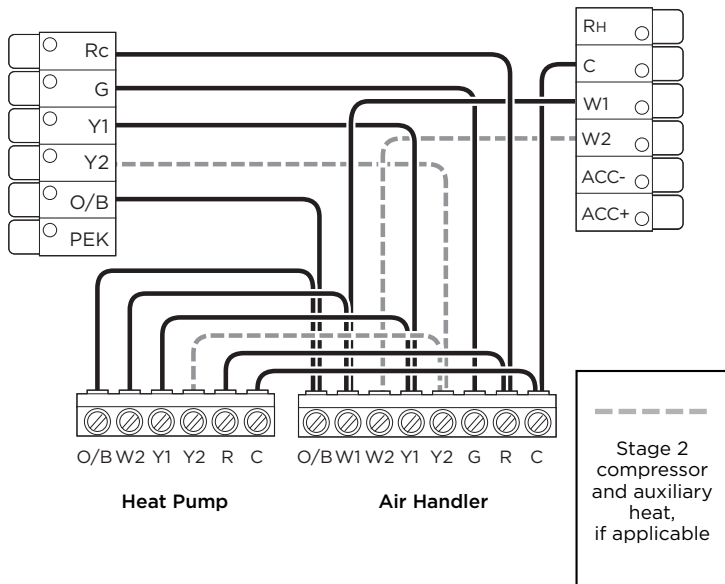 Rc
G
Y1
Y2
O/B
PEK
RH
C
W1
W2
ACC-
ACC+
O/B W2 Y1 Y2 R C
Heat Pump
O/B W1 W2 Y1 Y2 G R C
Air Handler
Stage 2
compressor
and auxiliary
heat,
if applicable